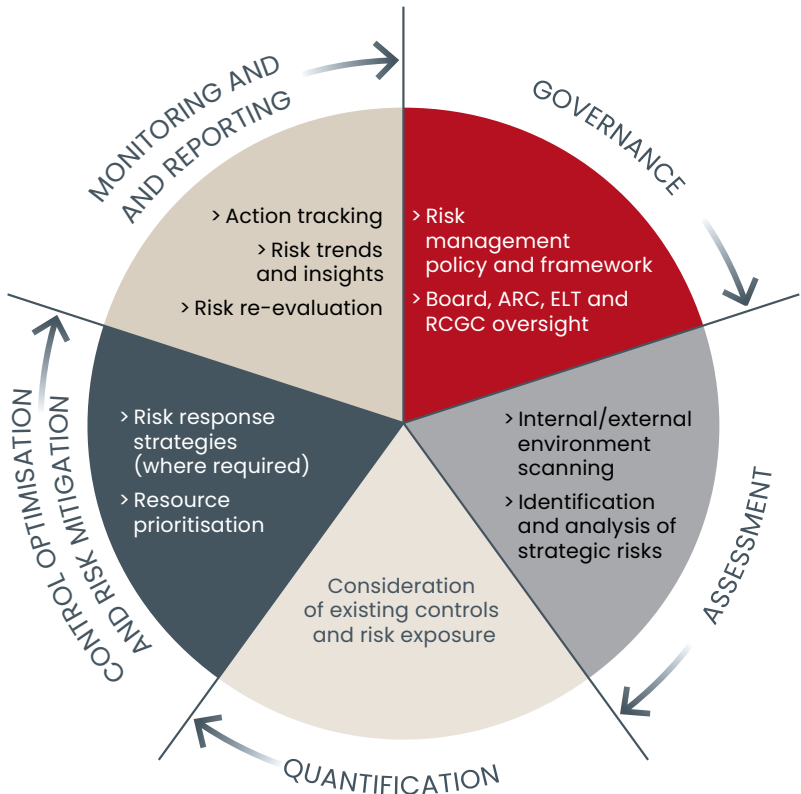 GOVERNANCE
> Risk
management
policy and framework
> Board, ARC, ELT and
RCGC oversight
ASSESSMENT
> Internal/external
environment
scanning
> Identification
and analysis of
strategic risks
QUANTIFICATION
Consideration
of existing controls
and risk exposure
CONTROL OPTIMISATION
AND RISK MITIGATION
> Risk response
strategies
(where required)
> Resource
prioritisation
MONITORING AND
AND REPORTING
> Action tracking
> Risk trends
and insights
> Risk re-evaluation